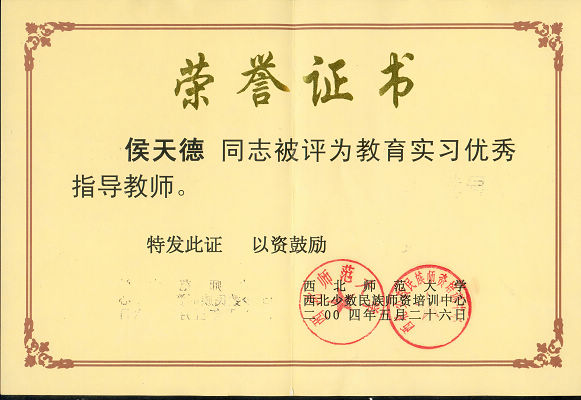 荣誉证书
侯天德 同志被评为教育实习优秀
指导教师。
特发此证 以资鼓励
西北师范大学
西北少数民族师资培训中心
二00四年五月二十六日